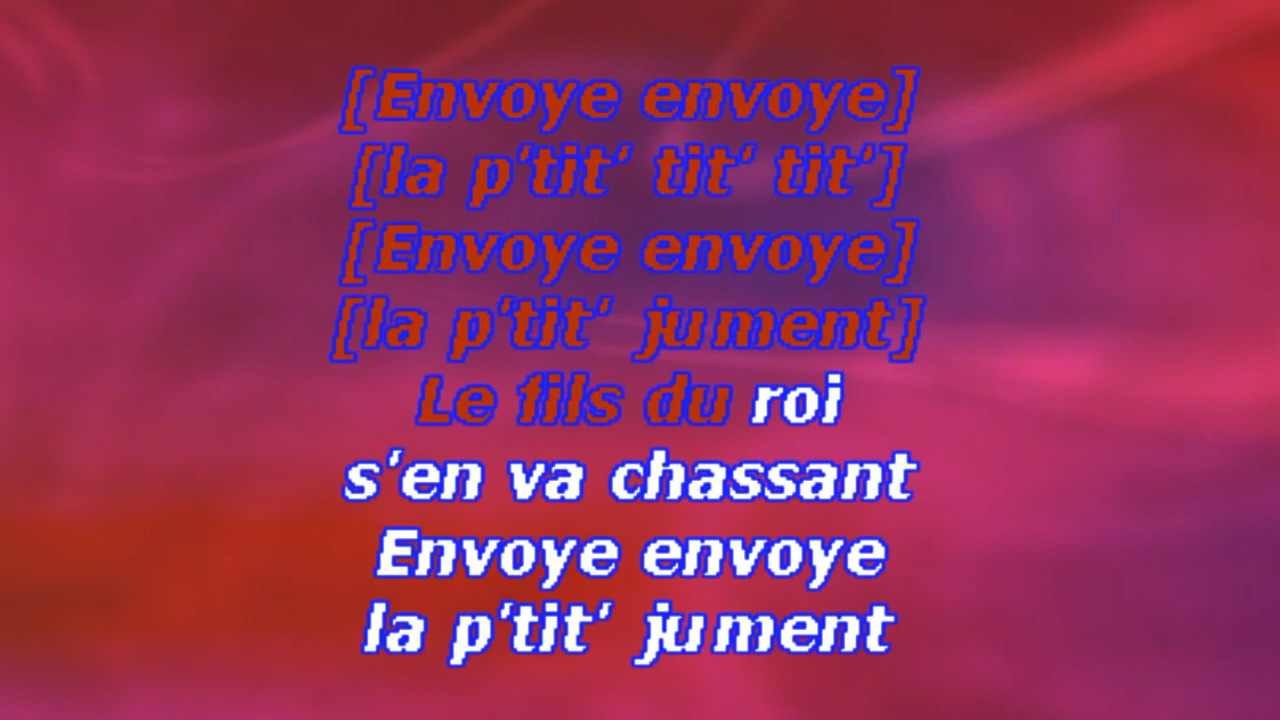 [Envoye envoye]
[la p'tit' tit' tit']
[Envoye envoye]
[la p'tit' jument]
Le fils du roi
s'en va chassant
Envoye envoye
la p'tit' jument